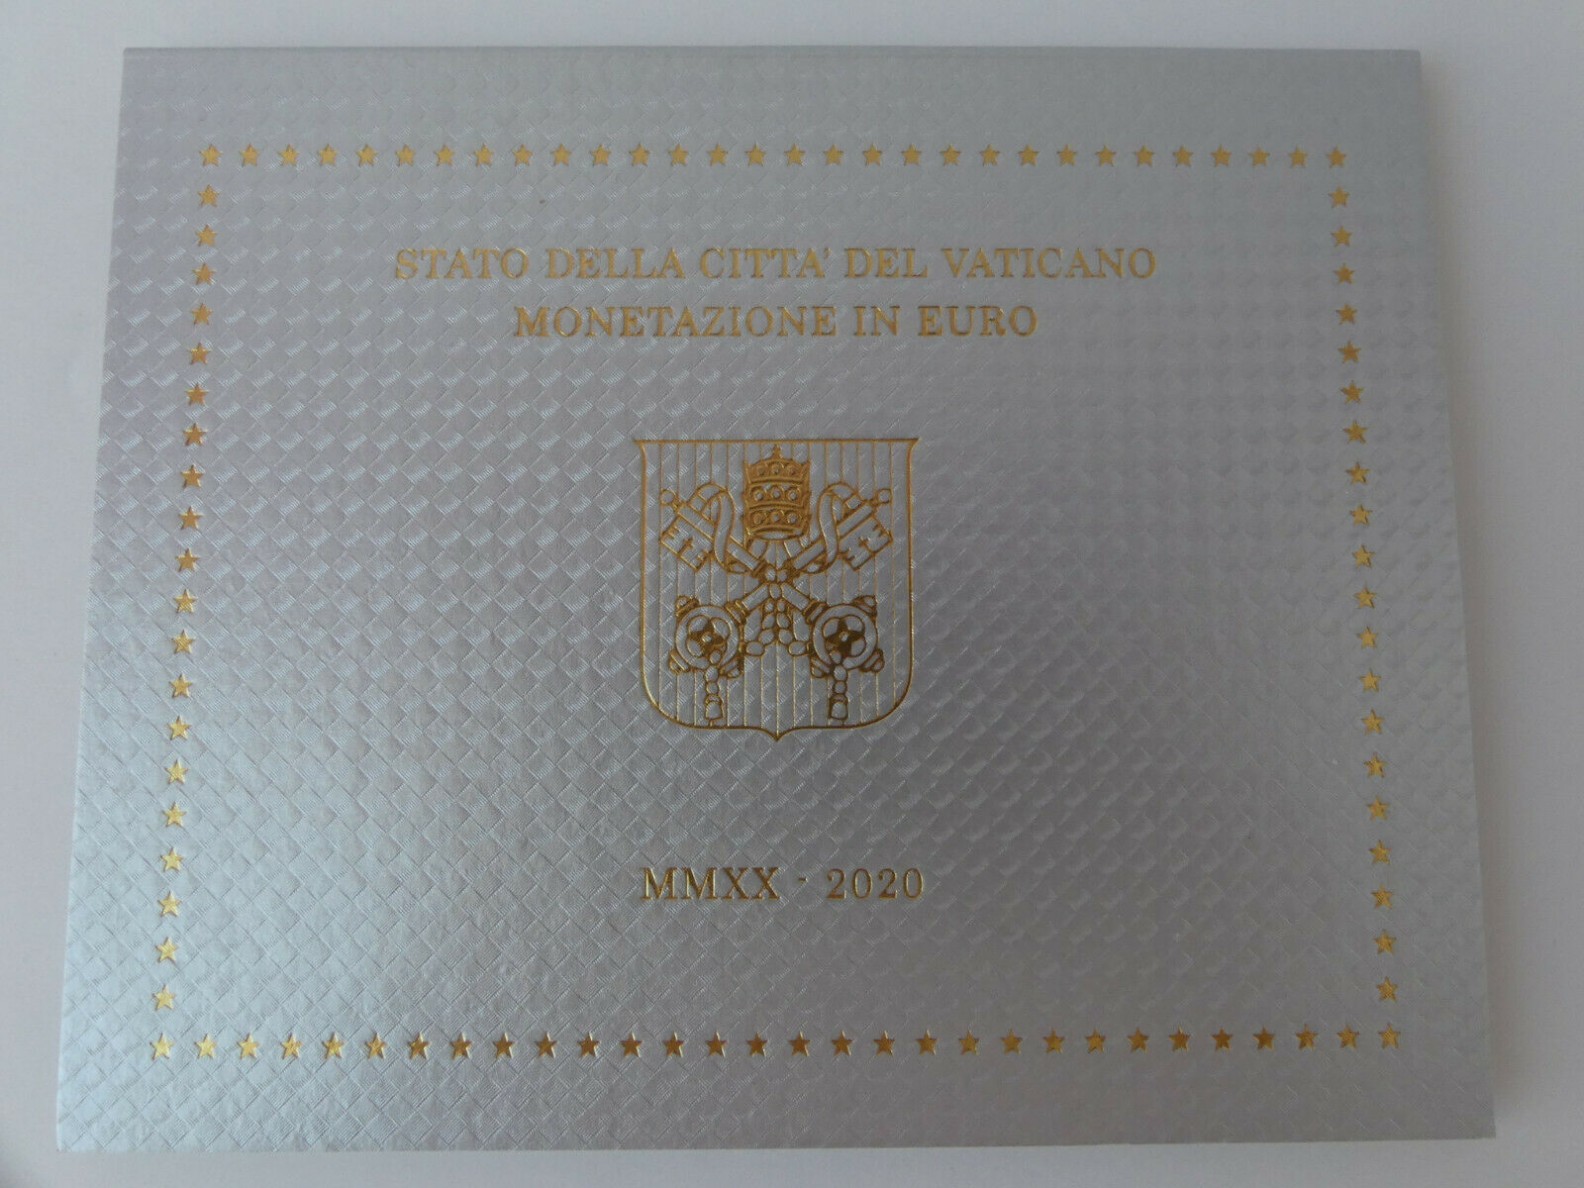 STATO DELLA CITTA' DEL VATICANO
MONETAZIONE IN EURO
MMXX - 2020